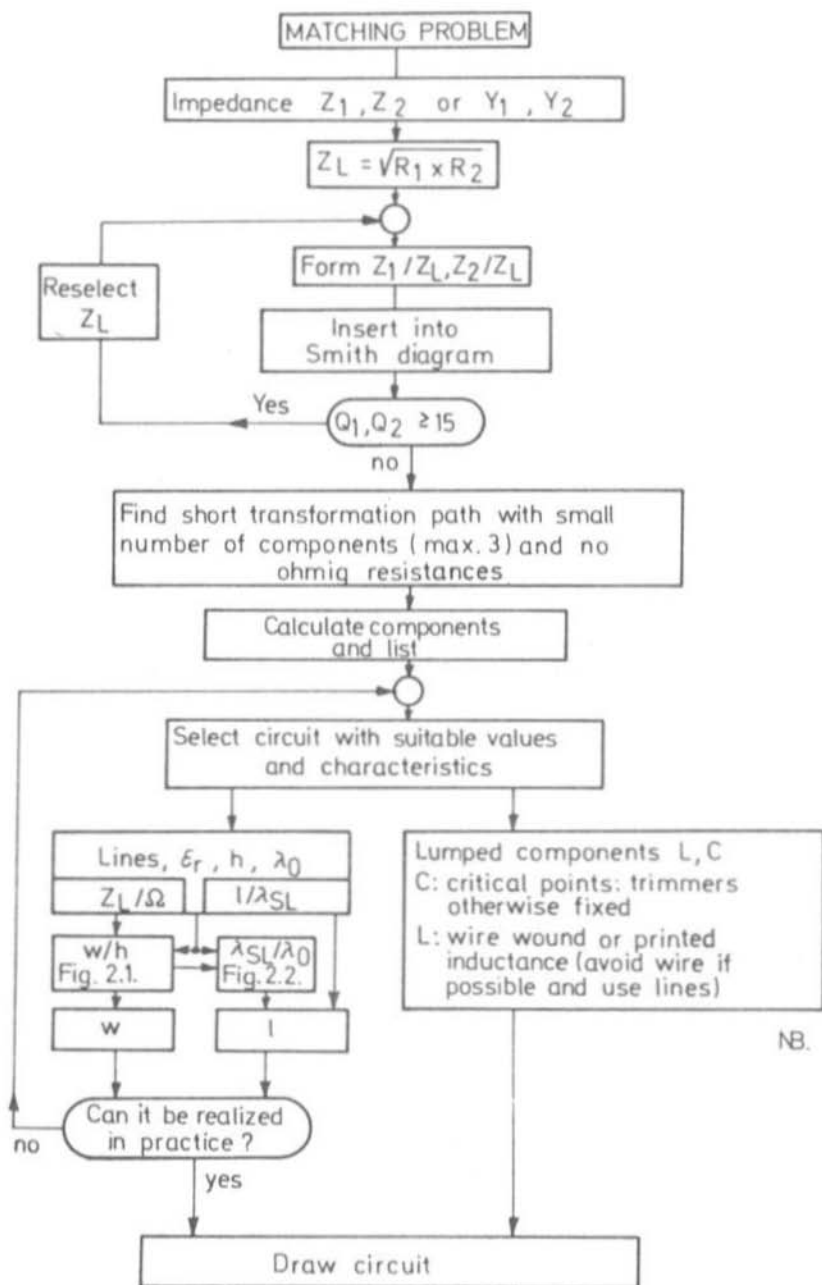 MATCHING PROBLEM
Impedance Z1, Z2 or Y1, Y2
ZL = √R1 x R2
Form Z1/ZL, Z2/ZL
Reselect
ZL
Insert into
Smith diagram
Yes
Q1, Q2 ≥ 15
no
Find short transformation path with small
number of components (max. 3) and no
ohmig resistances
Calculate components
and list
Select circuit with suitable values
and characteristics
Lines, εr, h, λ0
ZL/Ω
l/λSL
w/h
Fig. 2.1.
λSL/λ0
Fig. 2.2.
w
l
Lumped components L, C
C: critical points: trimmers
otherwise fixed
L: wire wound or printed
inductance (avoid wire if
possible and use lines)
NB.
Can it be realized
in practice?
no
yes
Draw circuit